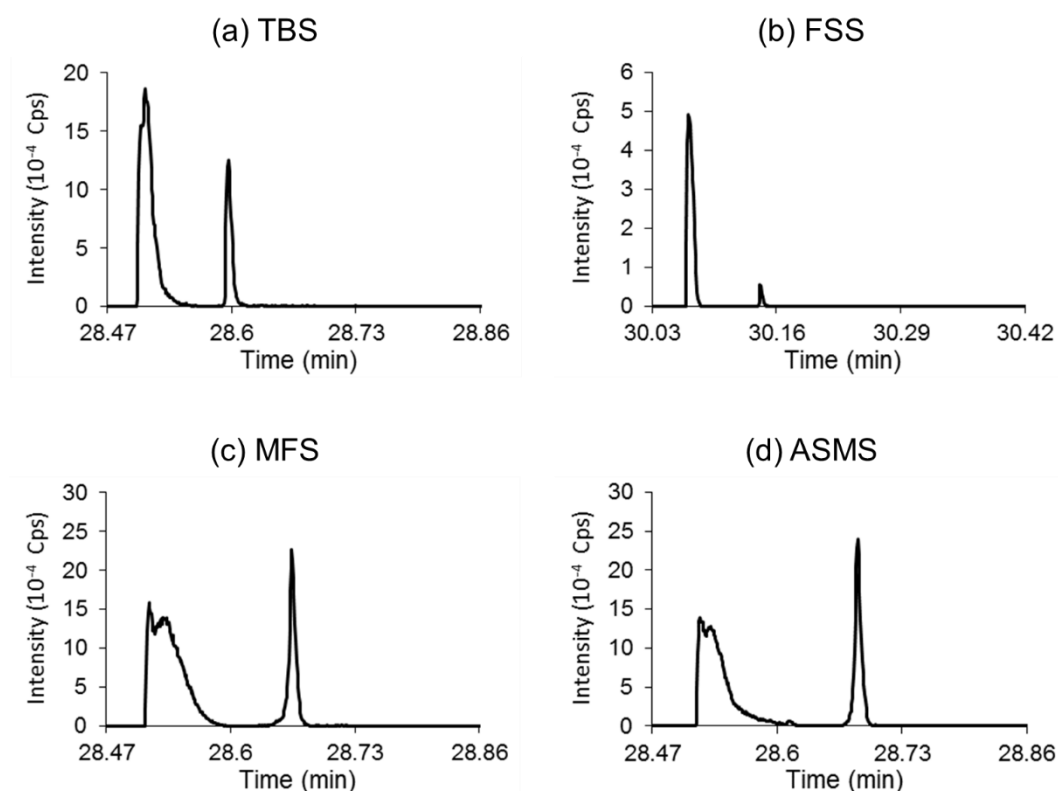 (a) TBS
Intensity (10⁻⁴ Cps)
20
15
10
5
0
28.47 28.6 28.73 28.86
Time (min)
(b) FSS
Intensity (10⁻⁴ Cps)
6
5
4
3
2
1
0
30.03 30.16 30.29 30.42
Time (min)
(c) MFS
Intensity (10⁻⁴ Cps)
30
25
20
15
10
5
0
28.47 28.6 28.73 28.86
Time (min)
(d) ASMS
Intensity (10⁻⁴ Cps)
30
25
20
15
10
5
0
28.47 28.6 28.73 28.86
Time (min)